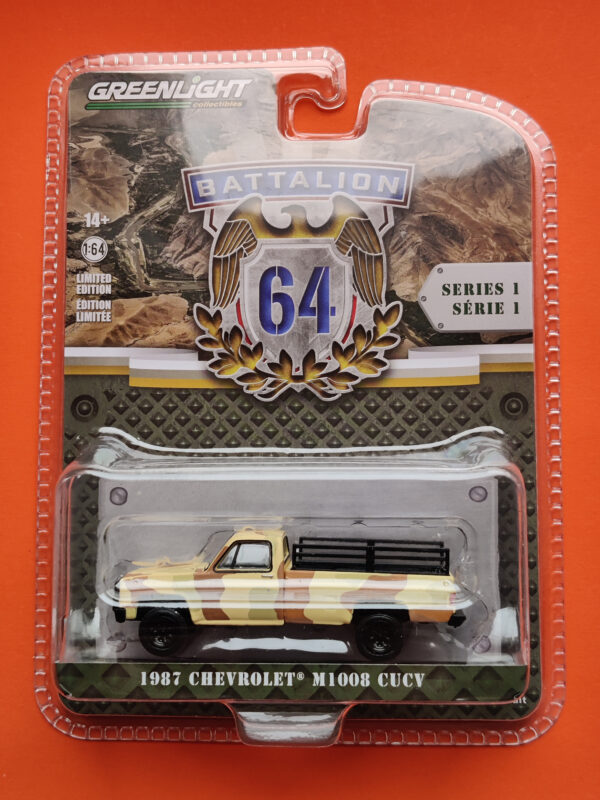 GREENLIGHT
collectibles
BATTALION
64
14+
1:64
LIMITED
EDITION
ÉDITION
LIMITÉE
SERIES 1
SÉRIE 1
1987 CHEVROLET® M1008 CUCV